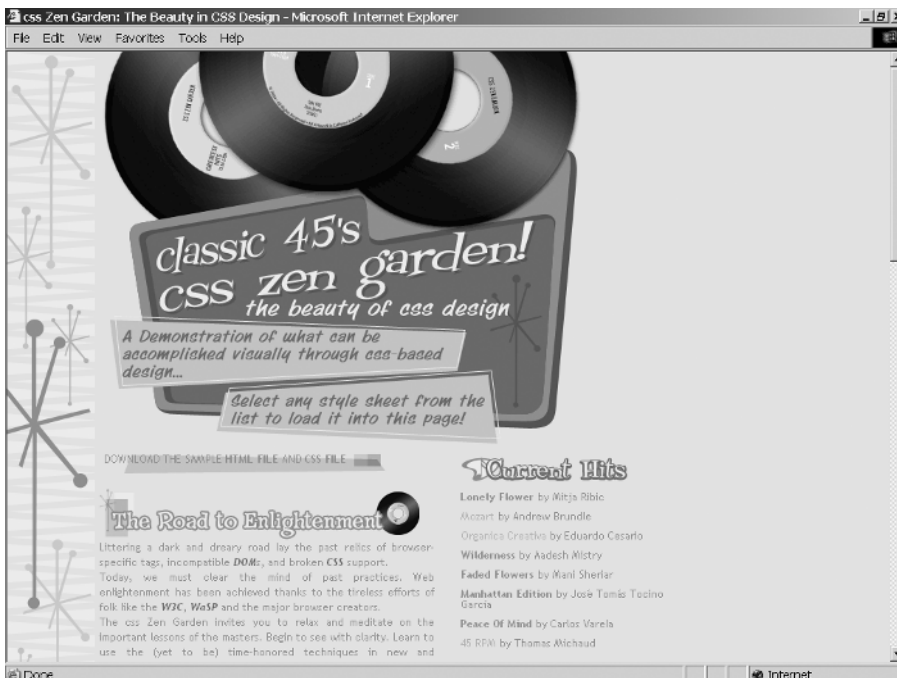 css Zen Garden: The Beauty in CSS Design - Microsoft Internet Explorer
File Edit View Favorites Tools Help
classic 45's
css zen garden!
the beauty of css design
A Demonstration of what can be
accomplished visually through css-based
design...
Select any style sheet from the
list to load it into this page!
DOWNLOAD THE SAMPLE HTML FILE AND CSS FILE
The Road to Enlightenment
Littering a dark and dreary road lay the past relics of browser-
specific tags, incompatible DOMs, and broken CSS support.
Today, we must clear the mind of past practices. Web
enlightenment has been achieved thanks to the tireless efforts of
folk like the W3C, WaSP and the major browser creators.
The css Zen Garden invites you to relax and meditate on the
important lessons of the masters. Begin to see with clarity. Learn to
use the (yet to be) time-honored techniques in new and
Current Hits
Lonely Flower by Mitja Ribic
Mozart by Andrew Brundle
Organica Creativa by Eduardo Cesario
Wilderness by Aadesh Mistry
Faded Flowers by Mani Sheriar
Manhattan Edition by José Tomás Tocino
García
Peace Of Mind by Carlos Varela
45 RPM by Thomas Michaud
Done
Internet